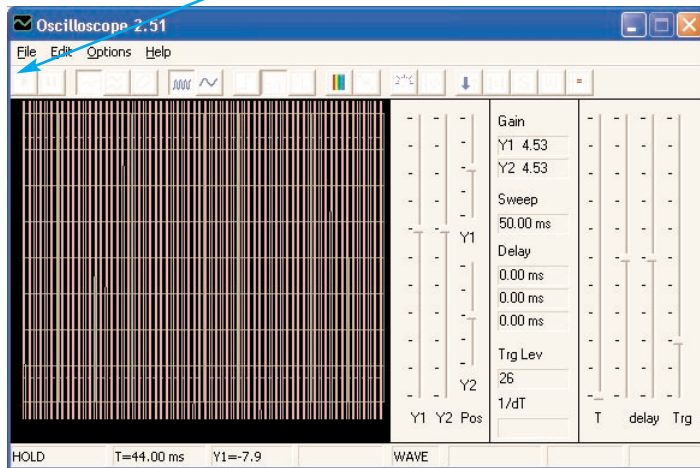 Oscilloscope 2.51
File Edit Options Help
Gain
Y1 4.53
Y2 4.53
Sweep
50.00 ms
Delay
0.00 ms
0.00 ms
0.00 ms
Trg Lev
26
1/dT
Y1
Y2
Y1 Y2 Pos
T delay Trg
HOLD T=44.00 ms Y1=-7.9 WAVE